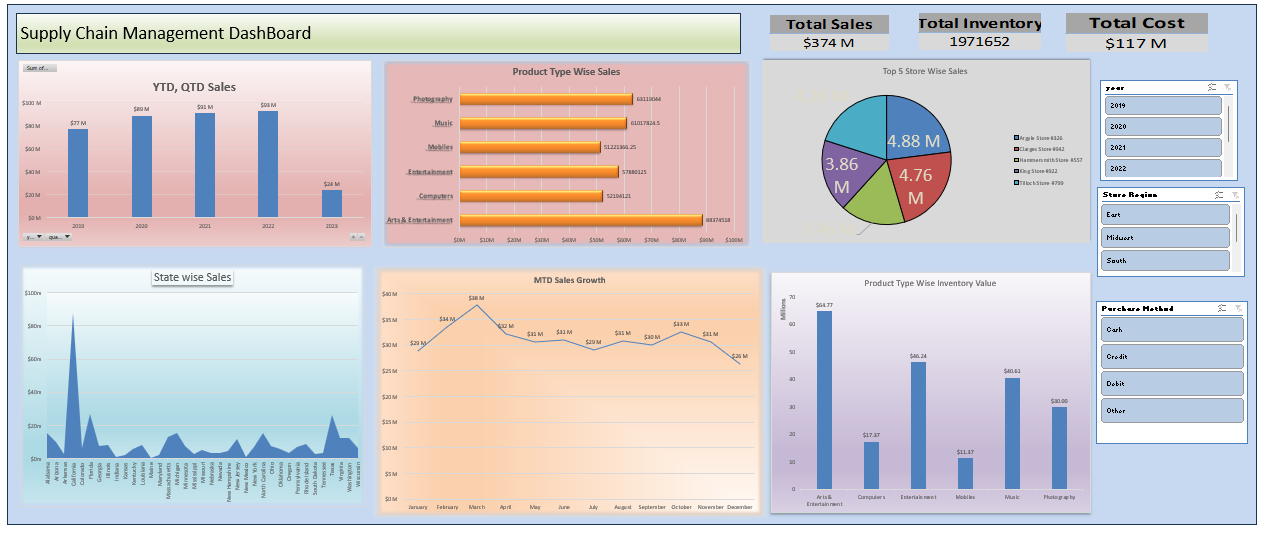 Supply Chain Management DashBoard
Total Sales
$374 M
Total Inventory
1971652
Total Cost
$117 M
Sum of...
YTD, QTD Sales
$100 M
$80 M
$60 M
$40 M
$20 M
$0 M
$77 M
$89 M
$91 M
$93 M
$24 M
2019
2020
2021
2022
2023
y...
qua...
Product Type Wise Sales
Photography
63119044
Music
61017824.5
Mobiles
51221366.25
Entertainment
57880125
Computers
52194121
Arts & Entertainment
88374518
$0M $10M $20M $30M $40M $50M $60M $70M $80M $90M $100M
Top 5 Store Wise Sales
4.88 M
4.76
M
3.86
M
Argyle Store #326
Clarges Store #942
Hammersmith Store #557
King Store #922
Tilloch Store #799
year
2019
2020
2021
2022
Store Region
East
Midwest
South
Purchase Method
Cash
Credit
Debit
Other
State wise Sales
$100m
$80m
$60m
$40m
$20m
$0m
Alabama
Arizona
Arkansas
California
Colorado
Florida
Georgia
Illinois
Indiana
Kansas
Kentucky
Louisiana
Maine
Maryland
Massachusetts
Michigan
Minnesota
Mississippi
Missouri
Nebraska
Nevada
New Hampshire
New Jersey
New Mexico
New York
North Carolina
Ohio
Oklahoma
Oregon
Pennsylvania
Rhode Island
South Dakota
Tennessee
Texas
Virginia
Washington
Wisconsin
MTD Sales Growth
$40 M
$35 M
$30 M
$25 M
$20 M
$15 M
$10 M
$5 M
$0 M
$29 M
$34 M
$38 M
$32 M
$31 M
$31 M
$29 M
$31 M
$30 M
$33 M
$31 M
$26 M
January February March April May June July August September October November December
Product Type Wise Inventory Value
Millions
70
60
50
40
30
20
10
0
$64.77
$17.37
$46.24
$11.37
$40.61
$30.00
Arts &
Entertainment
Computers
Entertainment
Mobiles
Music
Photography